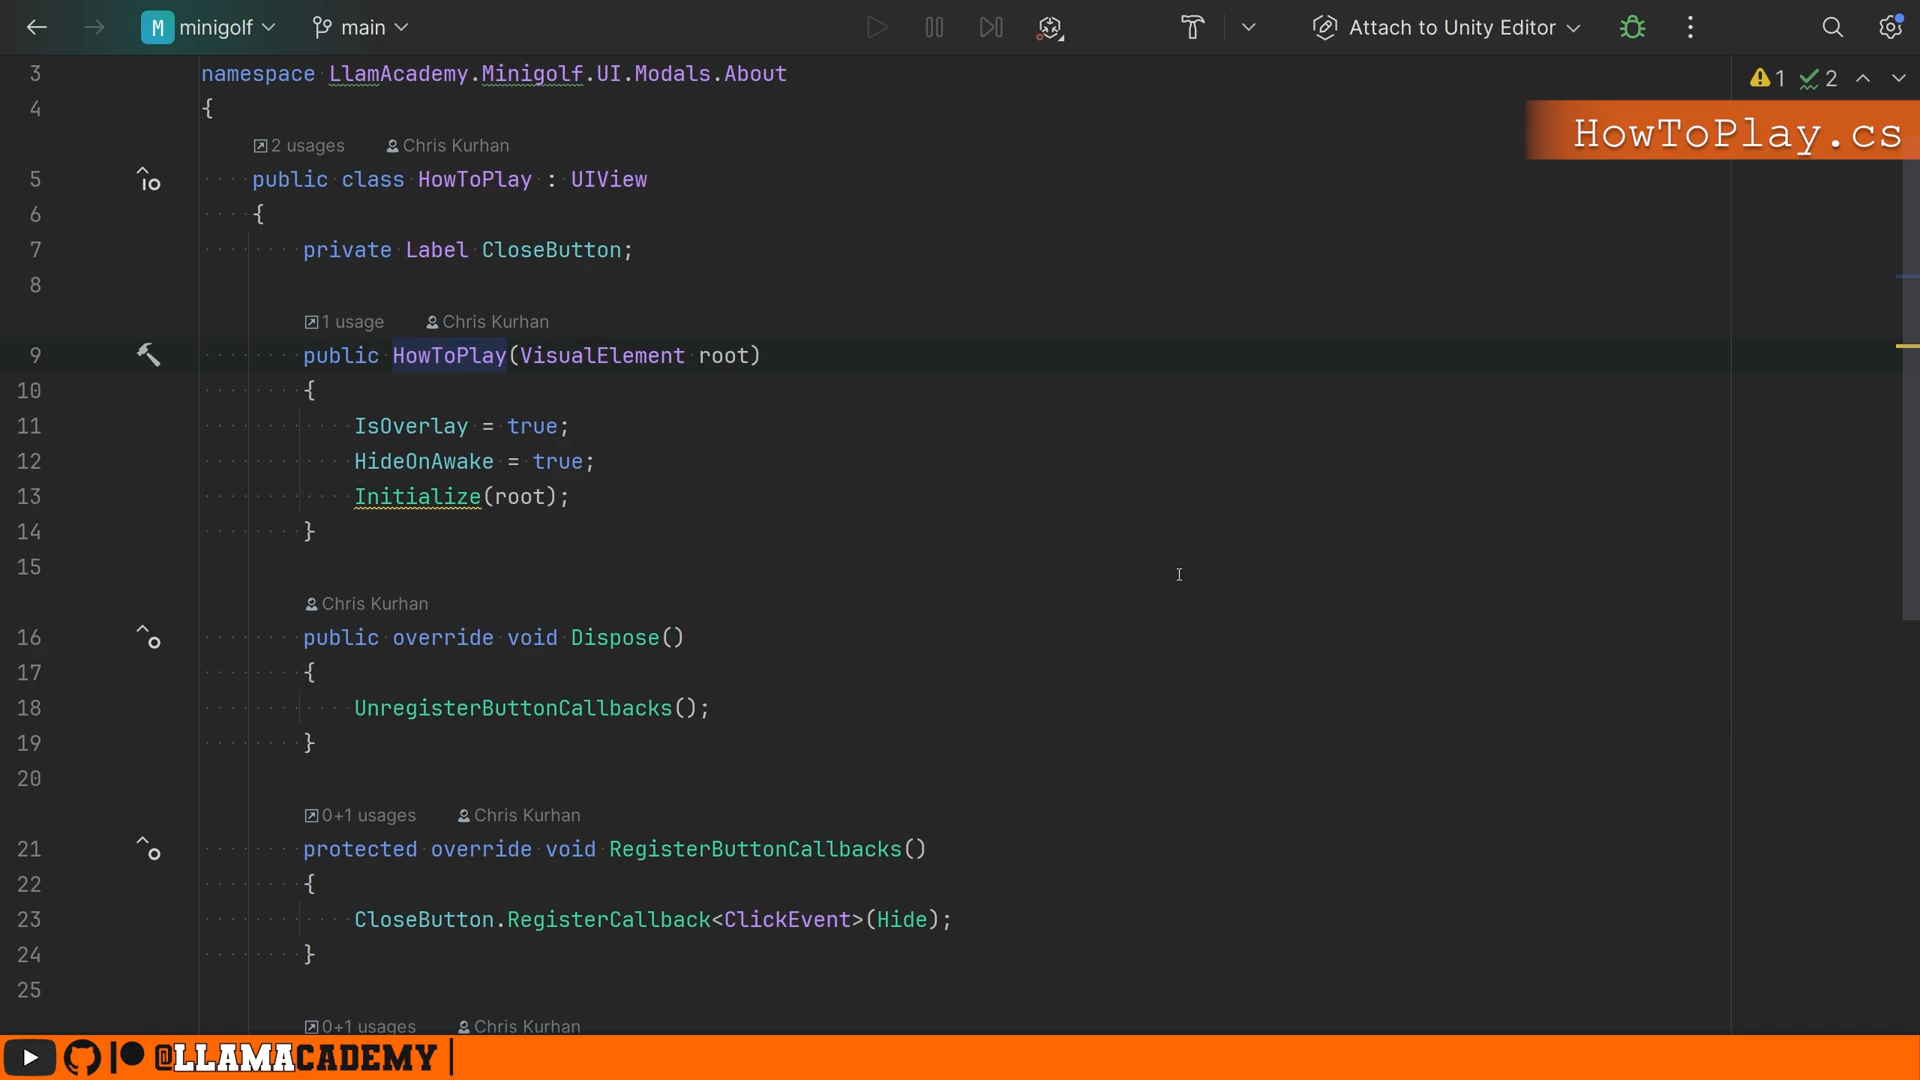 M minigolf main Attach to Unity Editor
3 namespace LlamAcademy.Minigolf.UI.Modals.About
1 2
4 {
HowToPlay.cs
2 usages Chris Kurhan
5 public class HowToPlay : UIView
6 {
7 private Label CloseButton;
8
1 usage Chris Kurhan
9 public HowToPlay(VisualElement root)
10 {
11 IsOverlay = true;
12 HideOnAwake = true;
13 Initialize(root);
14 }
15
Chris Kurhan
16 public override void Dispose()
17 {
18 UnregisterButtonCallbacks();
19 }
20
0+1 usages Chris Kurhan
21 protected override void RegisterButtonCallbacks()
22 {
23 CloseButton.RegisterCallback<ClickEvent>(Hide);
24 }
25
0+1 usages Chris Kurhan
@LLAMACADEMY